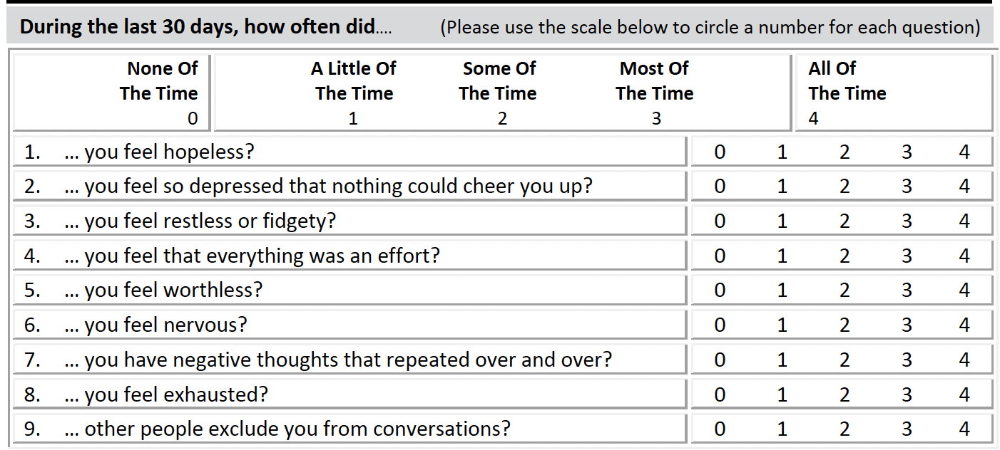 During the last 30 days, how often did.... (Please use the scale below to circle a number for each question)
None Of The Time 0
A Little Of The Time 1
Some Of The Time 2
Most Of The Time 3
All Of The Time 4
1. ... you feel hopeless? 0 1 2 3 4
2. ... you feel so depressed that nothing could cheer you up? 0 1 2 3 4
3. ... you feel restless or fidgety? 0 1 2 3 4
4. ... you feel that everything was an effort? 0 1 2 3 4
5. ... you feel worthless? 0 1 2 3 4
6. ... you feel nervous? 0 1 2 3 4
7. ... you have negative thoughts that repeated over and over? 0 1 2 3 4
8. ... you feel exhausted? 0 1 2 3 4
9. ... other people exclude you from conversations? 0 1 2 3 4